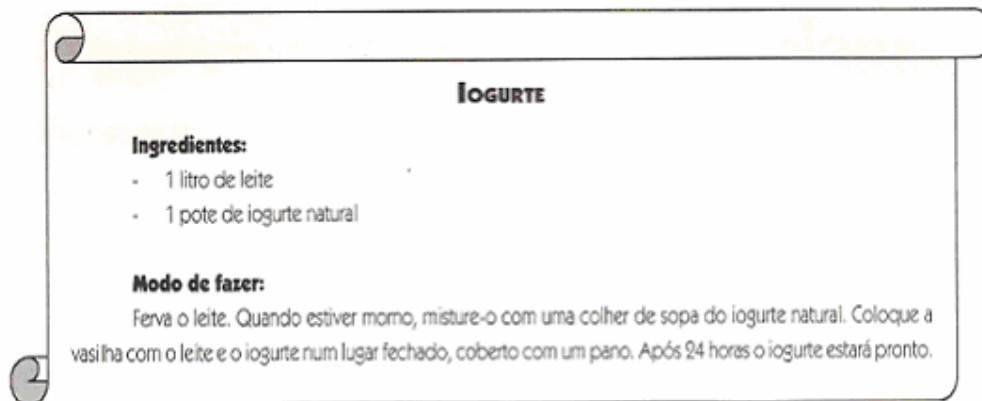 IOGURTE
Ingredientes:
- 1 litro de leite
- 1 pote de iogurte natural
Modo de fazer:
Ferva o leite. Quando estiver morno, misture-o com uma colher de sopa do iogurte natural. Coloque a
vasilha com o leite e o iogurte num lugar fechado, coberto com um pano. Após 24 horas o iogurte estará pronto.